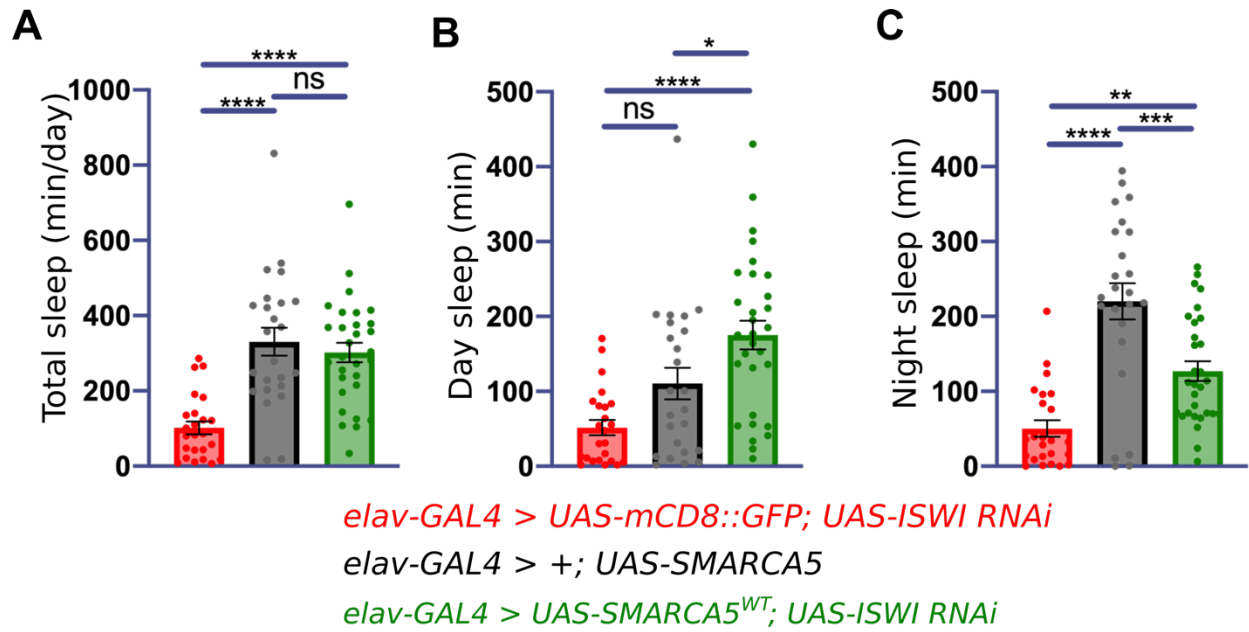 A
Total sleep (min/day)
1000
800
600
400
200
0
****
ns
****
B
Day sleep (min)
500
400
300
200
100
0
*
****
ns
C
Night sleep (min)
500
400
300
200
100
0
**
***
****
elav-GAL4 > UAS-mCD8::GFP; UAS-ISWI RNAi
elav-GAL4 > +; UAS-SMARCA5
elav-GAL4 > UAS-SMARCA5^WT; UAS-ISWI RNAi